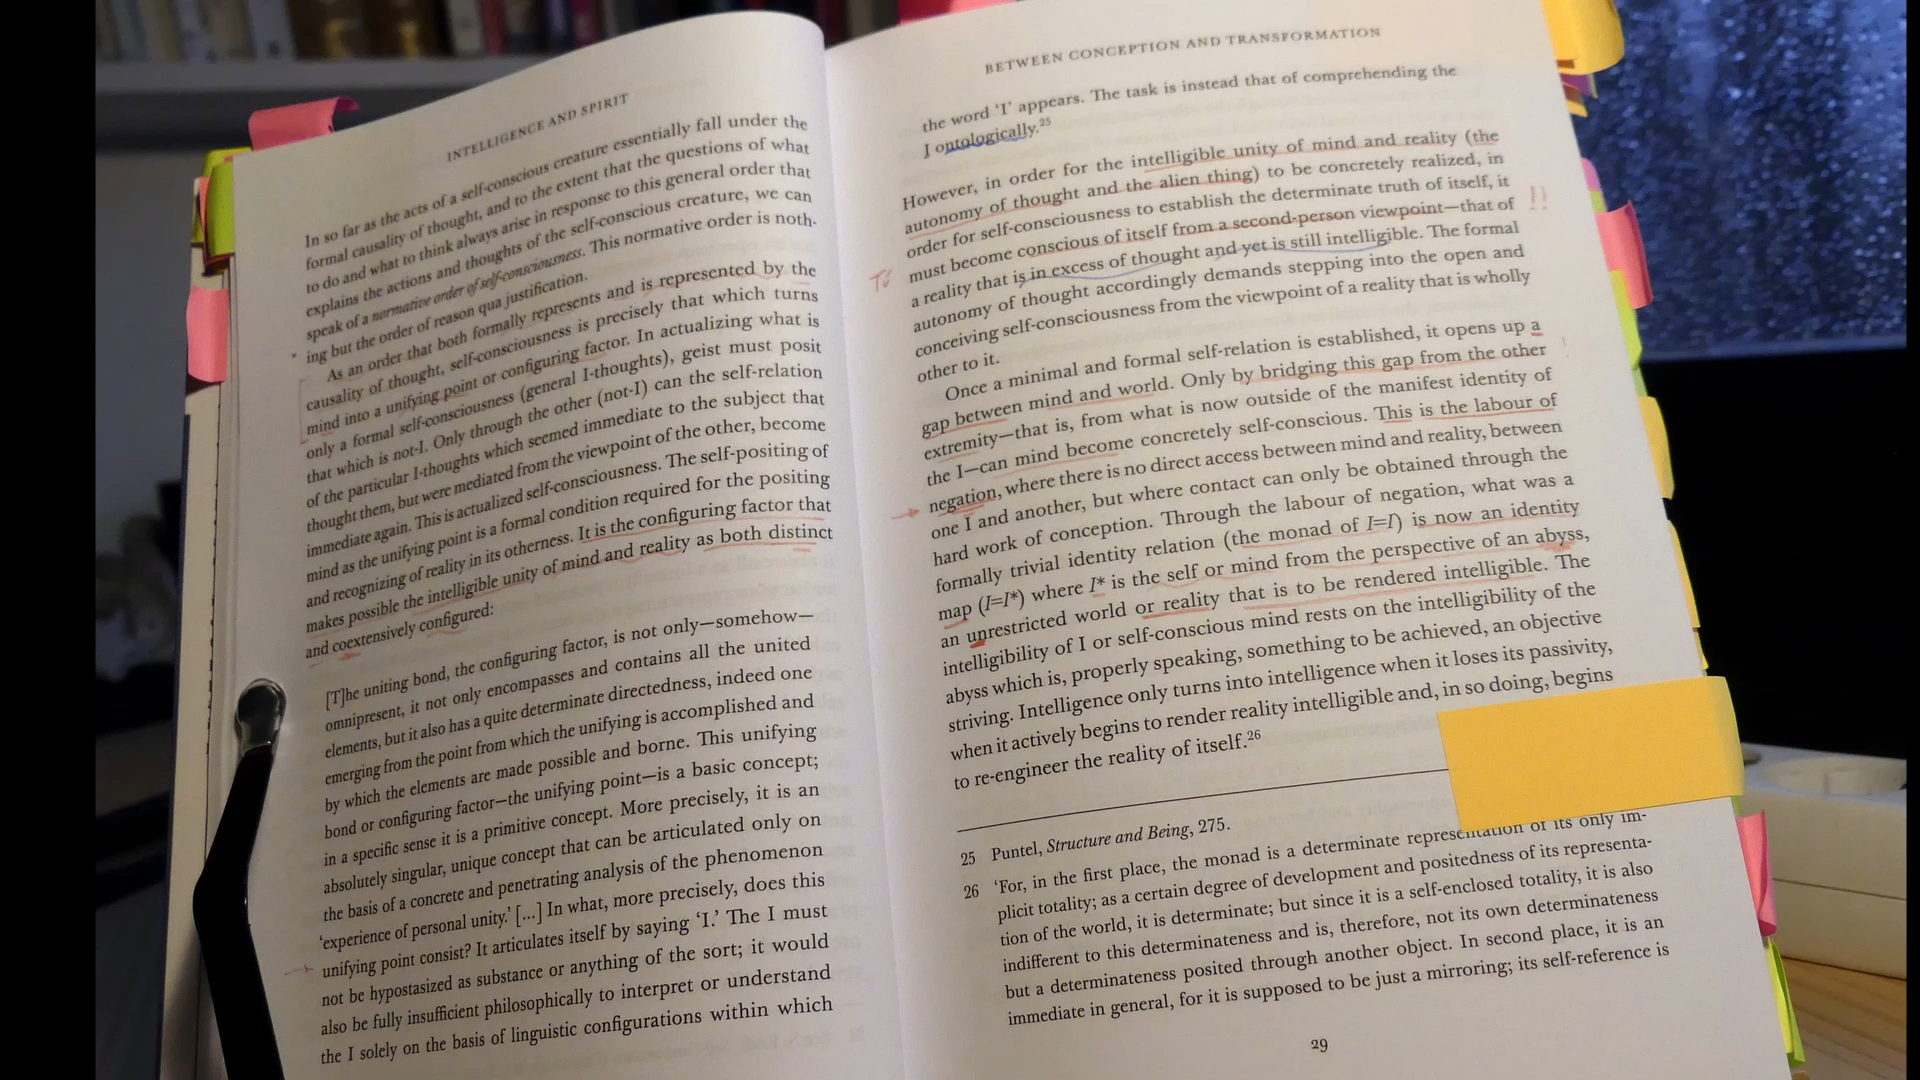 INTELLIGENCE AND SPIRIT
In so far as the acts of a self-conscious creature essentially fall under the
formal causality of thought, and to the extent that the questions of what
to do and what to think always arise in response to this general order that
explains the actions and thoughts of the self-conscious creature, we can
speak of a normative order of self-consciousness. This normative order is noth-
ing but the order of reason qua justification.
As an order that both formally represents and is represented by the
causality of thought, self-consciousness is precisely that which turns
mind into a unifying point or configuring factor. In actualizing what is
only a formal self-consciousness (general I-thoughts), geist must posit
that which is not-I. Only through the other (not-I) can the self-relation
of the particular I-thoughts which seemed immediate to the subject that
thought them, but were mediated from the viewpoint of the other, become
immediate again. This is actualized self-consciousness. The self-positing of
mind as the unifying point is a formal condition required for the positing
and recognizing of reality in its otherness. It is the configuring factor that
makes possible the intelligible unity of mind and reality as both distinct
and coextensively configured:
[T]he uniting bond, the configuring factor, is not only—somehow—
omnipresent, it not only encompasses and contains all the united
elements, but it also has a quite determinate directedness, indeed one
emerging from the point from which the unifying is accomplished and
by which the elements are made possible and borne. This unifying
bond or configuring factor—the unifying point—is a basic concept;
in a specific sense it is a primitive concept. More precisely, it is an
absolutely singular, unique concept that can be articulated only on
the basis of a concrete and penetrating analysis of the phenomenon
'experience of personal unity.' [...] In what, more precisely, does this
unifying point consist? It articulates itself by saying 'I.' The I must
not be hypostasized as substance or anything of the sort; it would
also be fully insufficient philosophically to interpret or understand
the I solely on the basis of linguistic configurations within which
BETWEEN CONCEPTION AND TRANSFORMATION
the word 'I' appears. The task is instead that of comprehending the
I ontologically.25
However, in order for the intelligible unity of mind and reality (the
autonomy of thought and the alien thing) to be concretely realized, in
order for self-consciousness to establish the determinate truth of itself, it
must become conscious of itself from a second-person viewpoint—that of
!!
a reality that is in excess of thought and yet is still intelligible. The formal
autonomy of thought accordingly demands stepping into the open and
conceiving self-consciousness from the viewpoint of a reality that is wholly
other to it.
Once a minimal and formal self-relation is established, it opens up a
gap between mind and world. Only by bridging this gap from the other
extremity—that is, from what is now outside of the manifest identity of
the I—can mind become concretely self-conscious. This is the labour of
negation, where there is no direct access between mind and reality, between
one I and another, but where contact can only be obtained through the
hard work of conception. Through the labour of negation, what was a
formally trivial identity relation (the monad of I=I) is now an identity
map (I=I*) where I* is the self or mind from the perspective of an abyss,
an unrestricted world or reality that is to be rendered intelligible. The
intelligibility of I or self-conscious mind rests on the intelligibility of the
abyss which is, properly speaking, something to be achieved, an objective
striving. Intelligence only turns into intelligence when it loses its passivity,
when it actively begins to render reality intelligible and, in so doing, begins
to re-engineer the reality of itself.26
25 Puntel, Structure and Being, 275.
26 'For, in the first place, the monad is a determinate representation of its only im-
plicit totality; as a certain degree of development and positedness of its representa-
tion of the world, it is determinate; but since it is a self-enclosed totality, it is also
indifferent to this determinateness and is, therefore, not its own determinateness
but a determinateness posited through another object. In second place, it is an
immediate in general, for it is supposed to be just a mirroring; its self-reference is
29